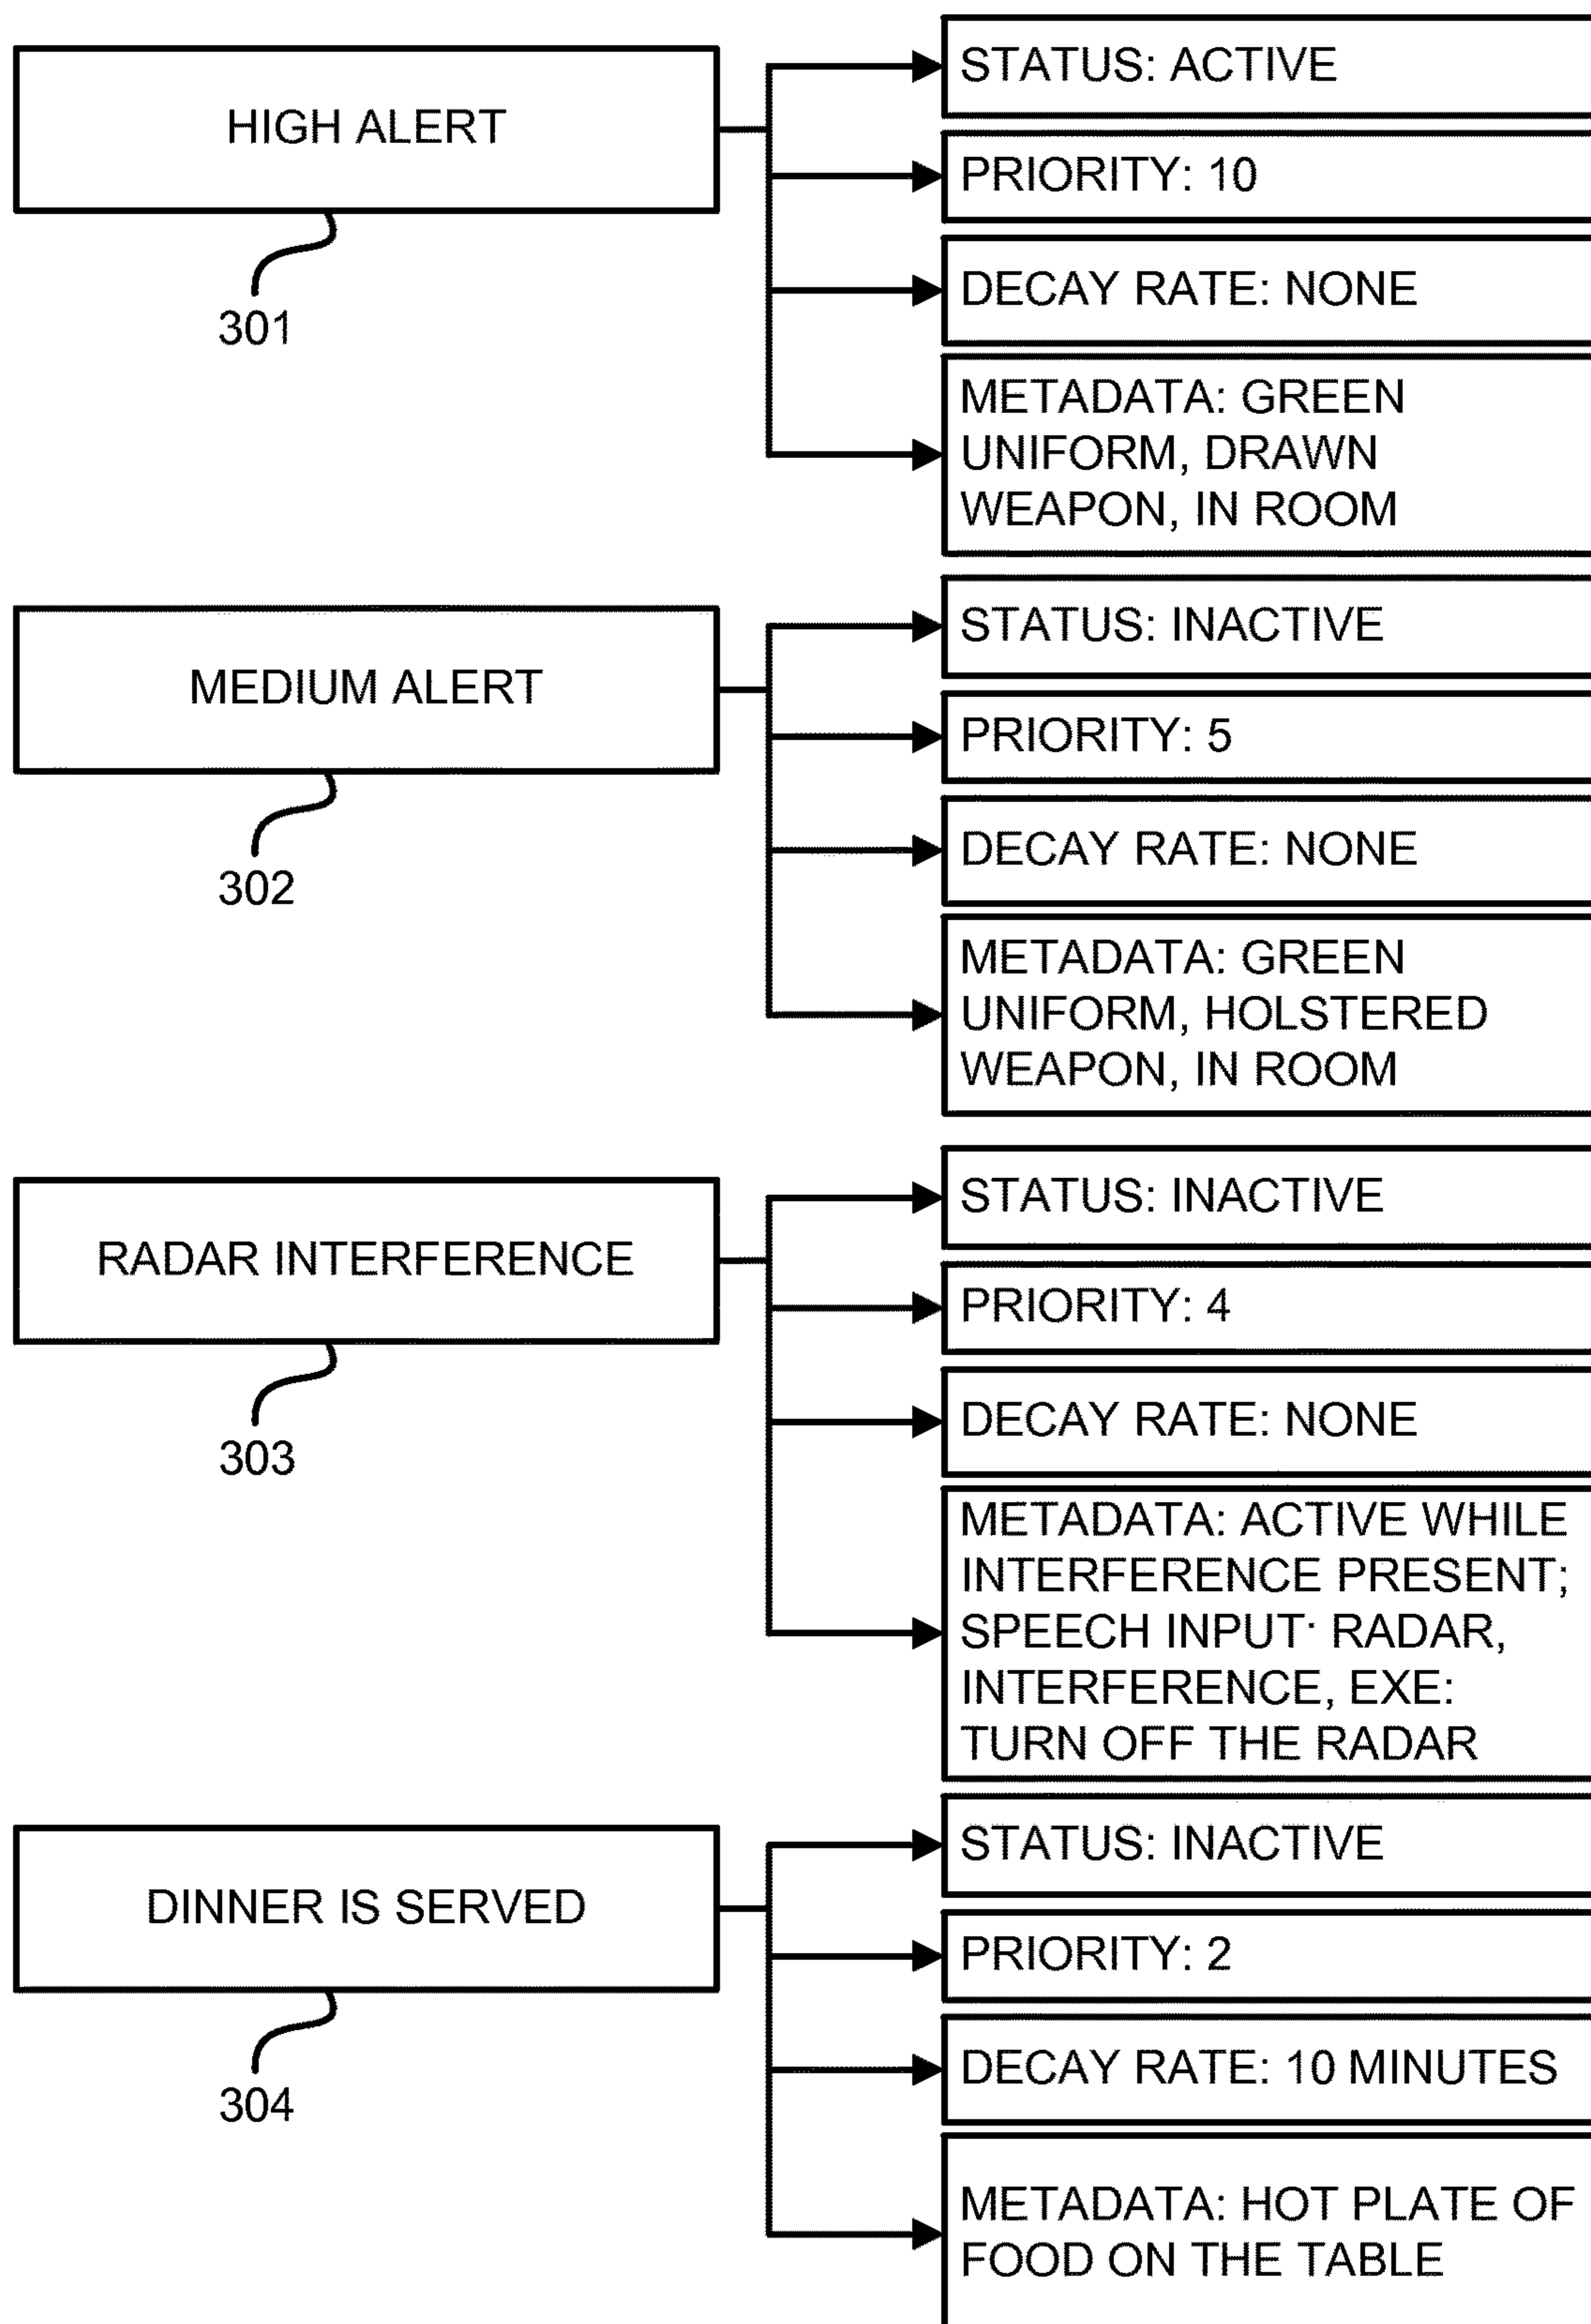 HIGH ALERT
301
STATUS: ACTIVE
PRIORITY: 10
DECAY RATE: NONE
METADATA: GREEN
UNIFORM, DRAWN
WEAPON, IN ROOM
MEDIUM ALERT
302
STATUS: INACTIVE
PRIORITY: 5
DECAY RATE: NONE
METADATA: GREEN
UNIFORM, HOLSTERED
WEAPON, IN ROOM
RADAR INTERFERENCE
303
STATUS: INACTIVE
PRIORITY: 4
DECAY RATE: NONE
METADATA: ACTIVE WHILE
INTERFERENCE PRESENT;
SPEECH INPUT: RADAR,
INTERFERENCE, EXE:
TURN OFF THE RADAR
DINNER IS SERVED
304
STATUS: INACTIVE
PRIORITY: 2
DECAY RATE: 10 MINUTES
METADATA: HOT PLATE OF
FOOD ON THE TABLE